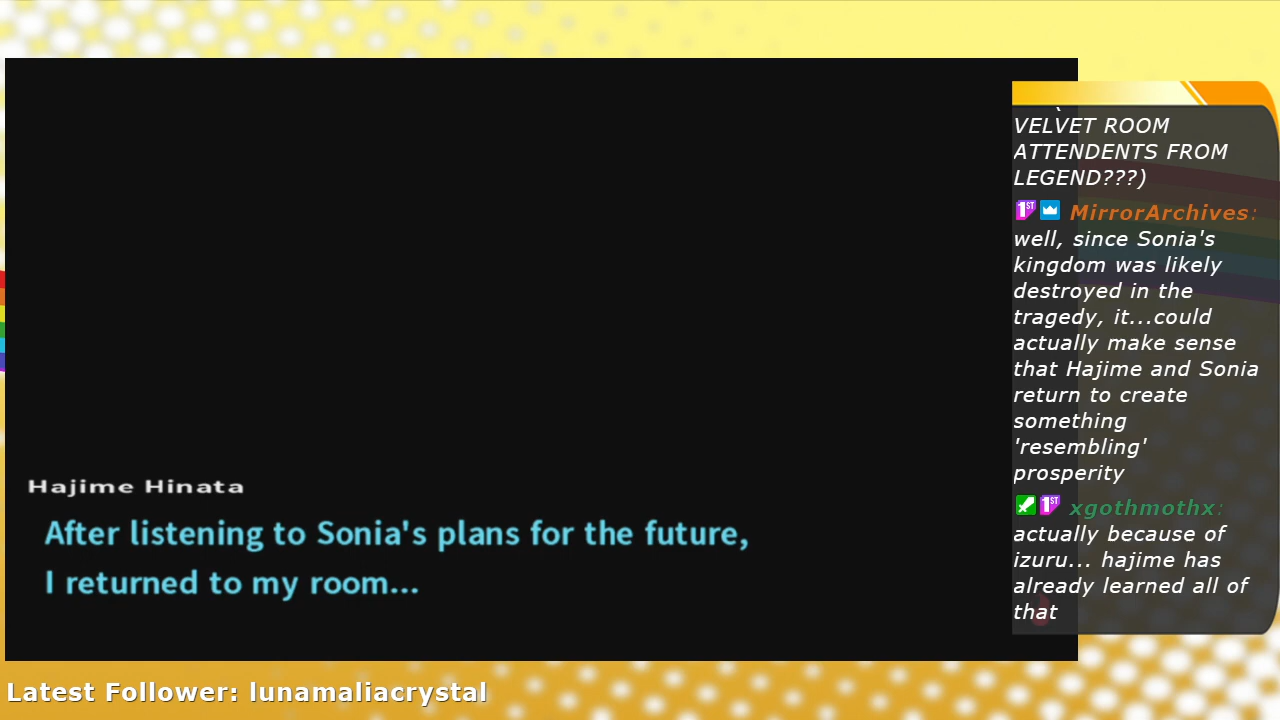 VELVET ROOM
ATTENDENTS FROM
LEGEND???)
1ST MirrorArchives:
well, since Sonia's
kingdom was likely
destroyed in the
tragedy, it...could
actually make sense
that Hajime and Sonia
return to create
something
'resembling'
prosperity
1ST xgothmothx:
actually because of
izuru... hajime has
already learned all of
that
Hajime Hinata
After listening to Sonia's plans for the future,
I returned to my room...
Latest Follower: lunamaliacrystal